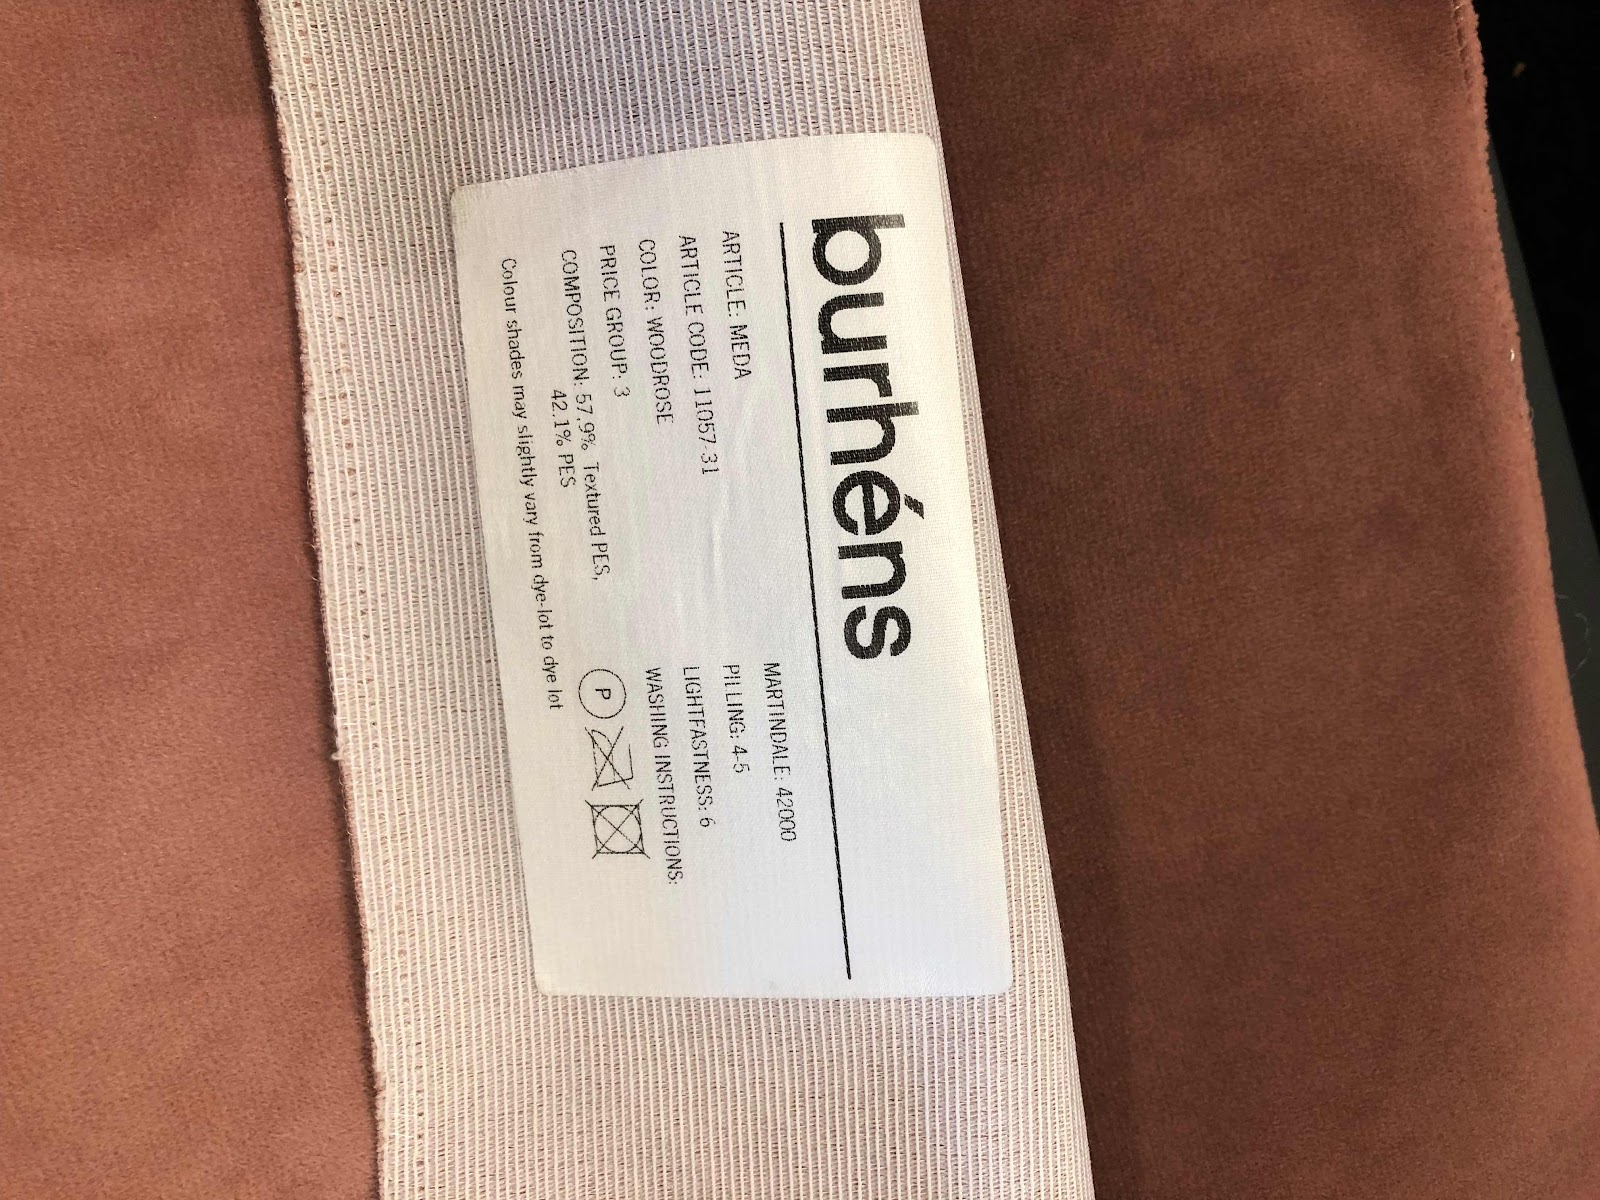 burhéns
ARTICLE: MEDA
ARTICLE CODE: 11057.31
COLOR: WOODROSE
PRICE GROUP: 3
COMPOSITION: 57.9% Textured PES,
42.1% PES
Colour shades may slightly vary from dye-lot to dye lot
MARTINDALE: 42000
PILLING: 4-5
LIGHTFASTNESS: 6
WASHING INSTRUCTIONS:
P